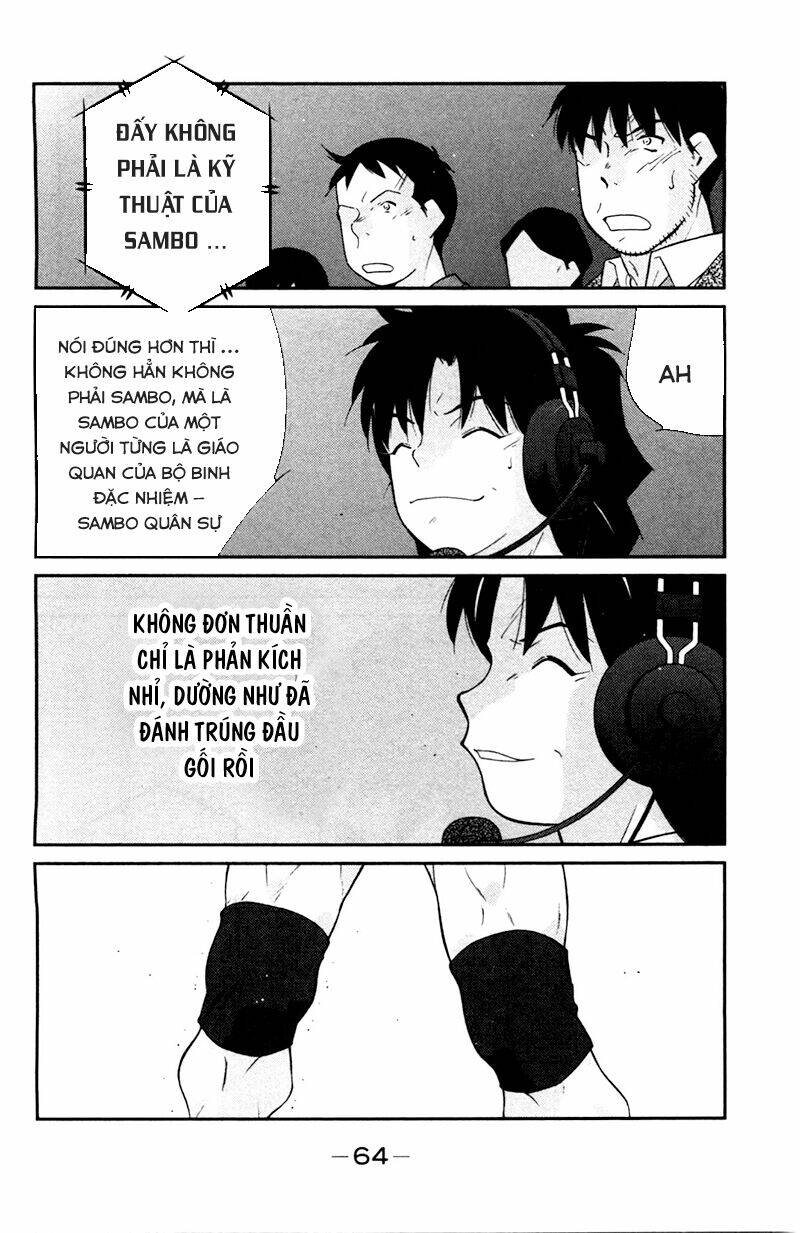 ĐẤY KHÔNG
PHẢI LÀ KỸ
THUẬT CỦA
SAMBO ...
AH
NÓI ĐÚNG HƠN THÌ ...
KHÔNG HẲN KHÔNG
PHẢI SAMBO, MÀ LÀ
SAMBO CỦA MỘT
NGƯỜI TỪNG LÀ GIÁO
QUAN CỦA BỘ BINH
ĐẶC NHIỆM –
SAMBO QUÂN SỰ
KHÔNG ĐƠN THUẦN
CHỈ LÀ PHẢN KÍCH
NHỈ, DƯỜNG NHƯ ĐÃ
ĐÁNH TRÚNG ĐẦU
GỐI RỒI
—64—